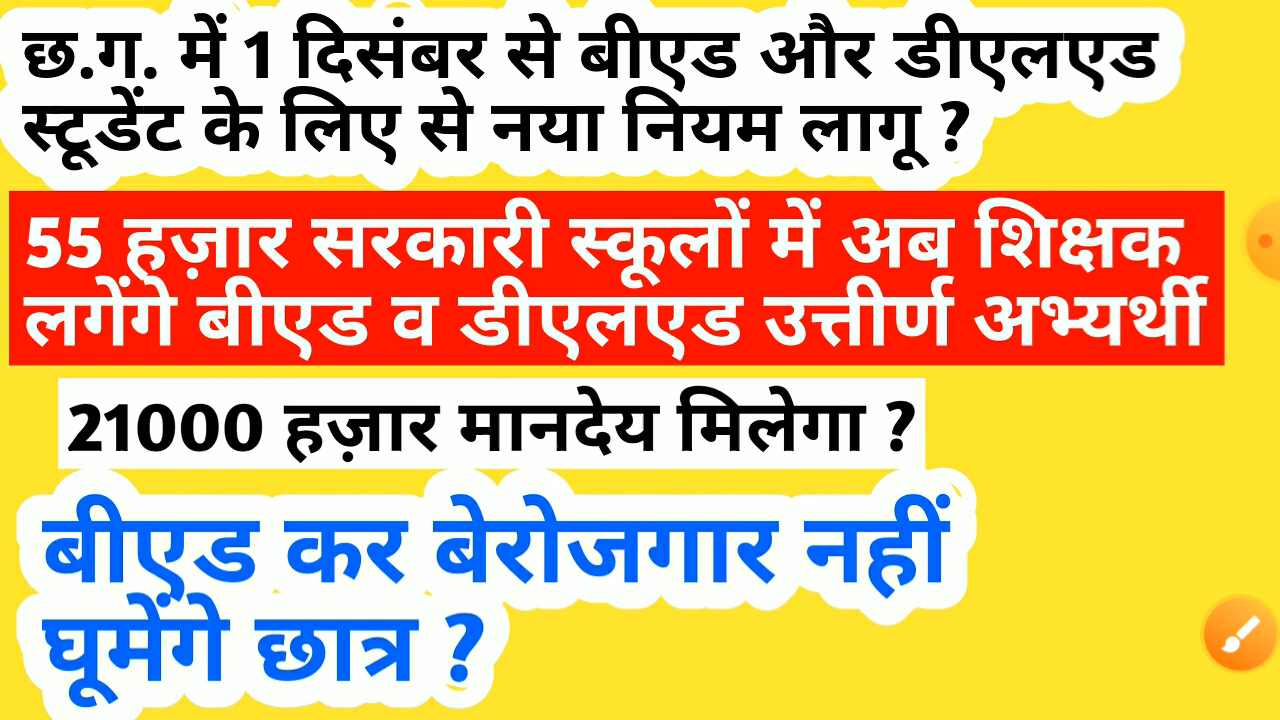 छ.ग. में 1 दिसंबर से बीएड और डीएलएड
स्टूडेंट के लिए से नया नियम लागू ?
55 हज़ार सरकारी स्कूलों में अब शिक्षक
लगेंगे बीएड व डीएलएड उत्तीर्ण अभ्यर्थी
21000 हज़ार मानदेय मिलेगा ?
बीएड कर बेरोजगार नहीं
घूमेंगे छात्र ?